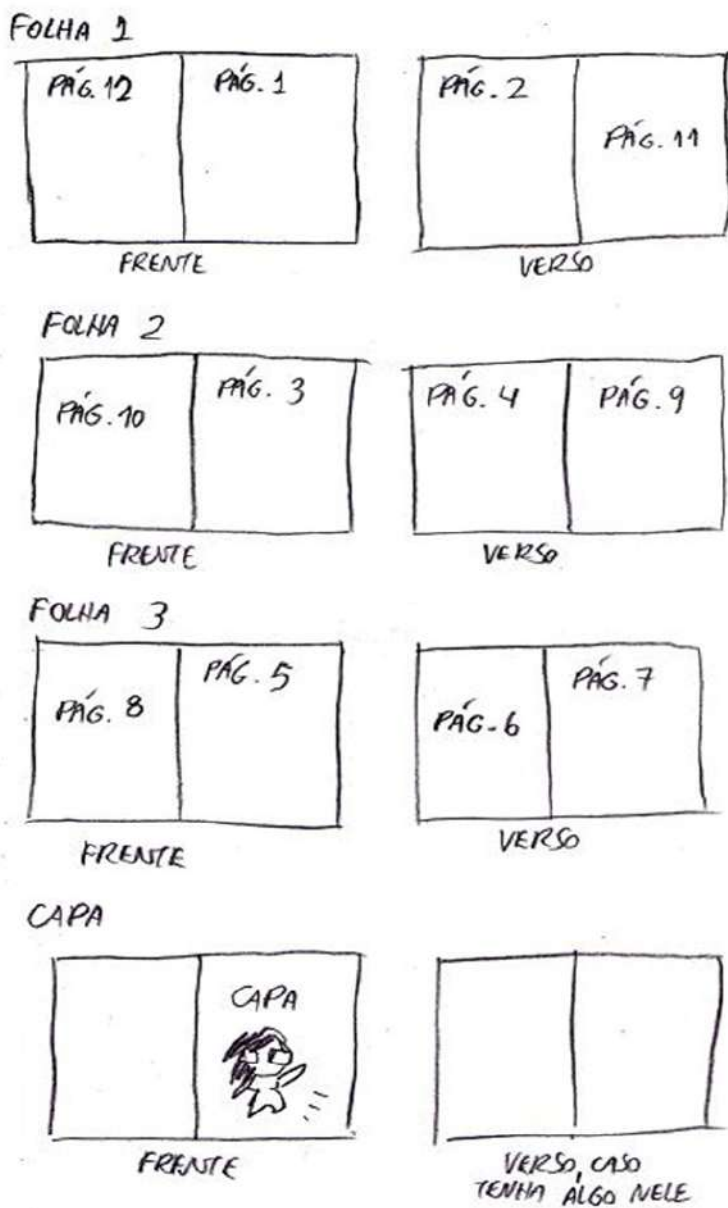 FOLHA 1
PÁG. 12
PÁG. 1
PÁG. 2
PÁG. 11
FRENTE
VERSO
FOLHA 2
PÁG. 10
PÁG. 3
PÁG. 4
PÁG. 9
FRENTE
VERSO
FOLHA 3
PÁG. 8
PÁG. 5
PÁG. 6
PÁG. 7
FRENTE
VERSO
CAPA
CAPA
FRENTE
VERSO, CASO
TENHA ALGO NELE